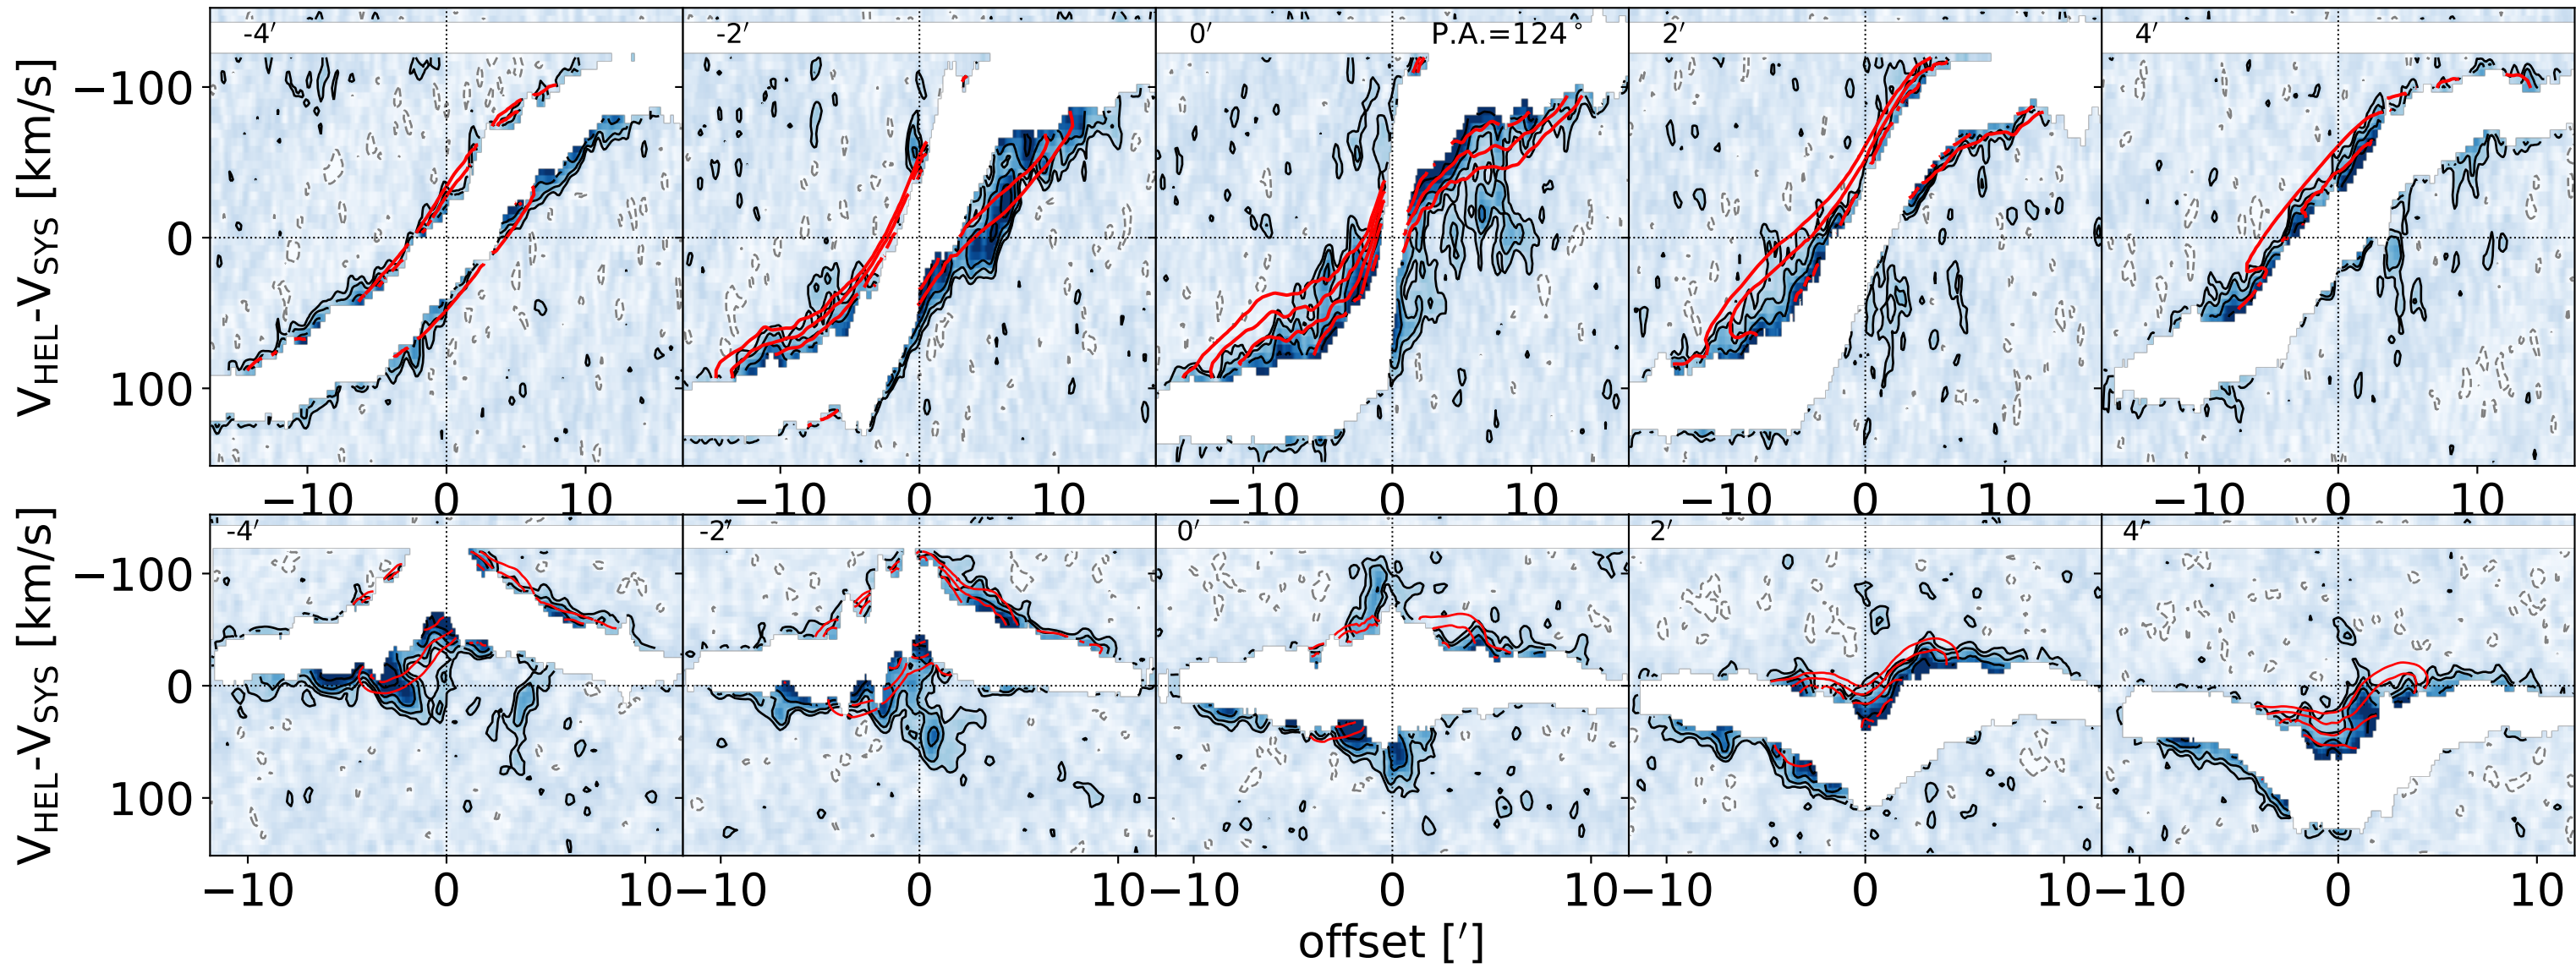 -4′ -2′ 0′ P.A.=124° 2′ 4′
V_HEL-V_SYS [km/s]
−100
0
100
−10 0 10 −10 0 10 −10 0 10 −10 0 10 −10 0 10
-4′ -2′ 0′ 2′ 4′
V_HEL-V_SYS [km/s]
−100
0
100
−10 0 10 −10 0 10 −10 0 10 −10 0 10 −10 0 10
offset [′]